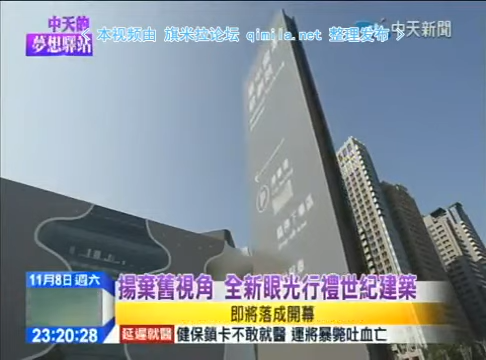 中天的
夢想驛站
< 本视频由 旗米拉论坛 qimila.net 整理发布 >
中天新聞
11月8日 週六
揚棄舊視角 全新眼光行禮世紀建築
即將落成開幕
23:20:28
延遲就醫 健保鎖卡不敢就醫 運將暴斃吐血亡